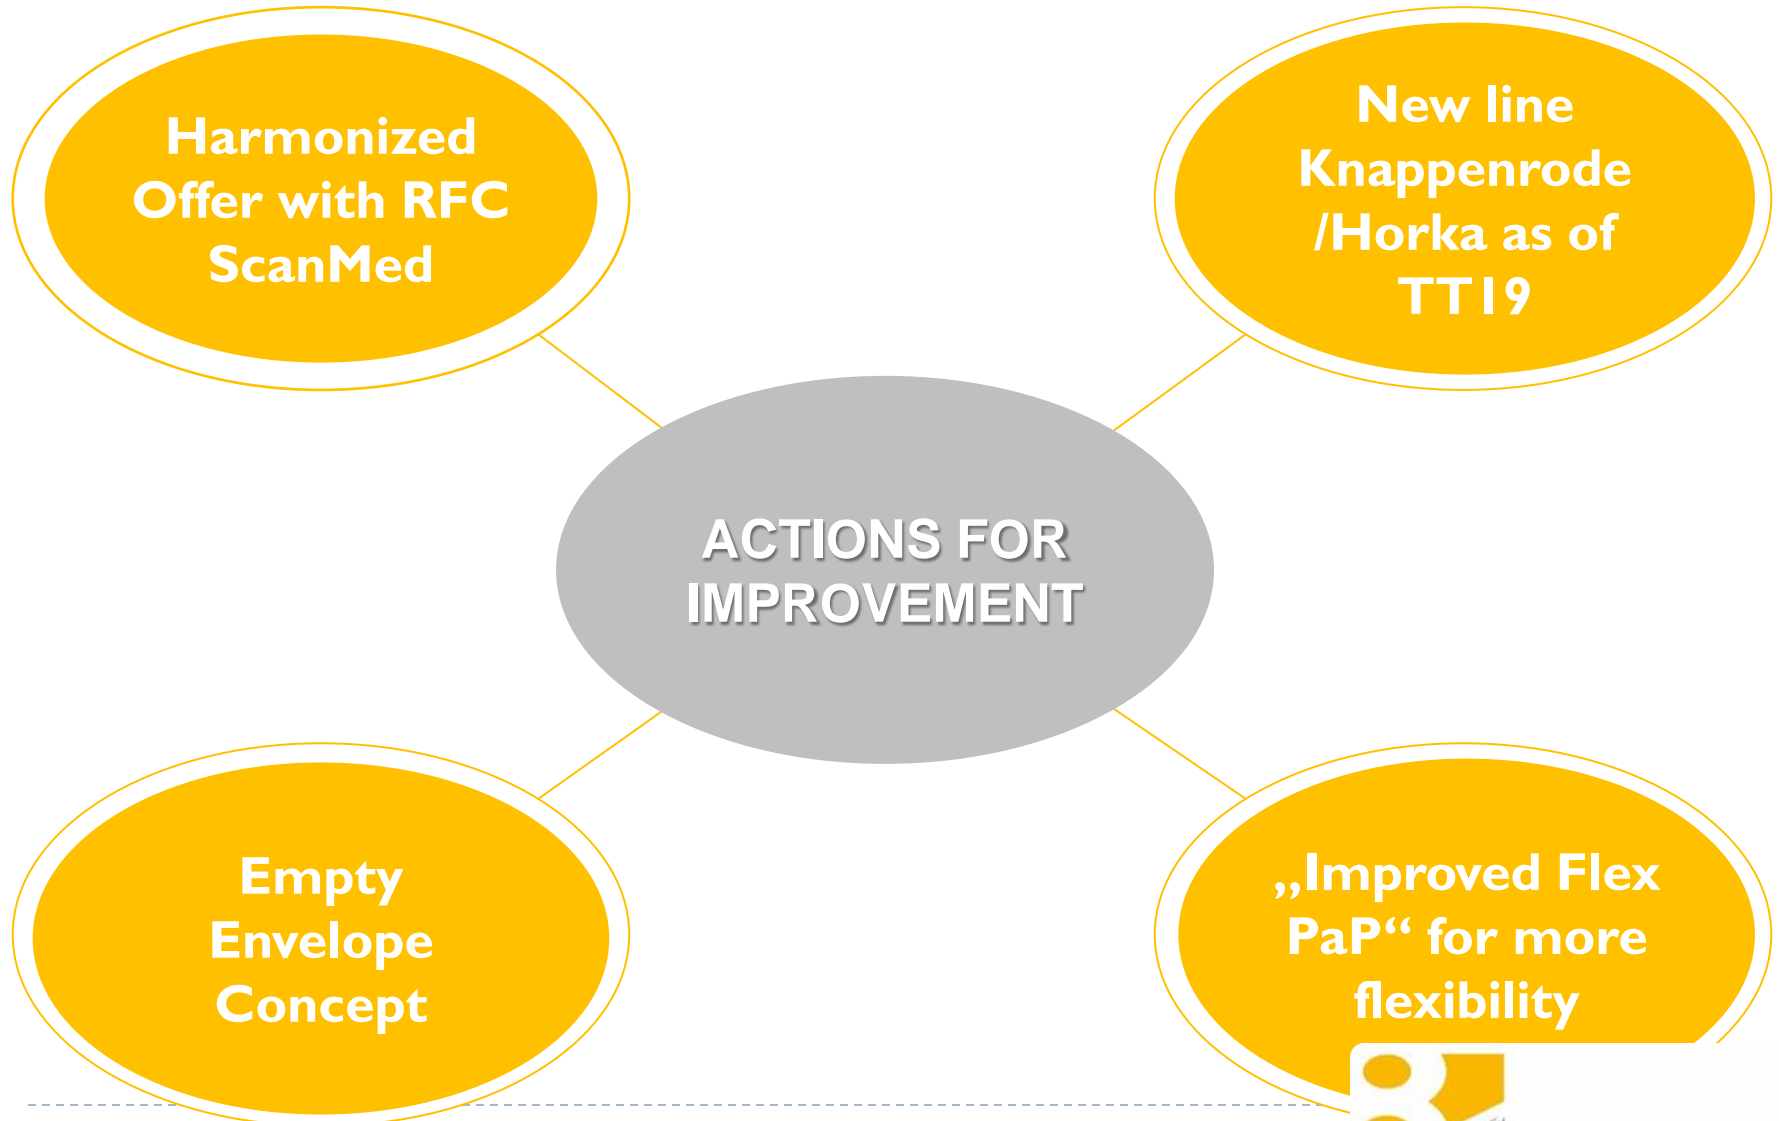 Harmonized
Offer with RFC
ScanMed
New line
Knappenrode
/Horka as of
TT19
ACTIONS FOR
IMPROVEMENT
Empty
Envelope
Concept
„Improved Flex
PaP“ for more
flexibility